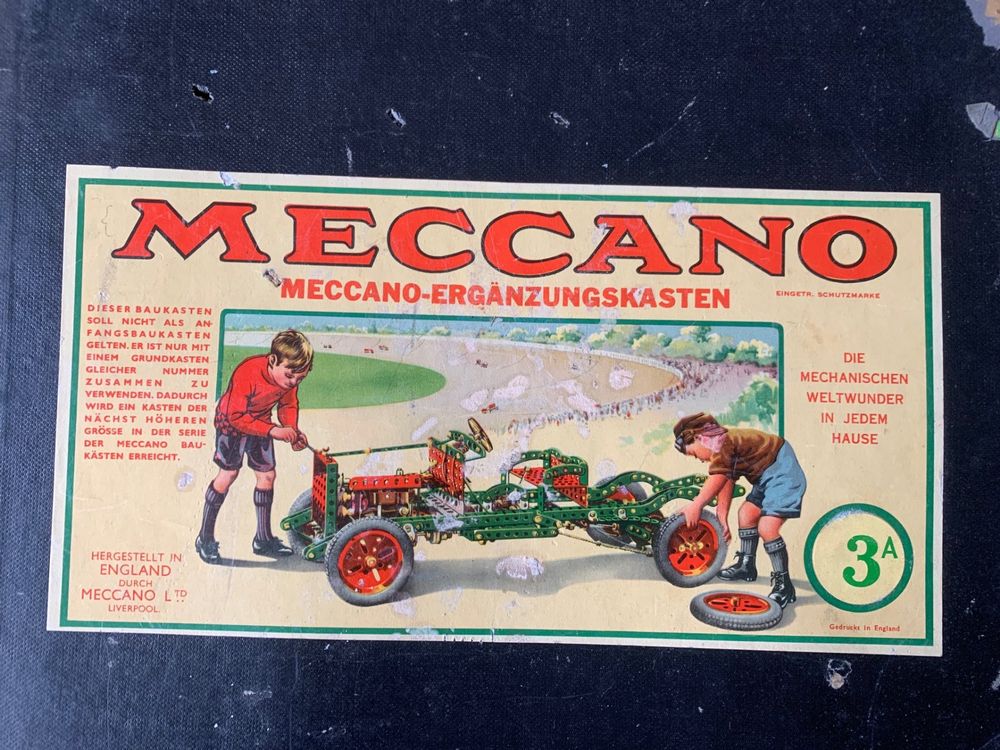 MECCANO
MECCANO-ERGÄNZUNGSKASTEN
EINGETR. SCHUTZMARKE
DIESER BAUKASTEN
SOLL NICHT ALS AN-
FANGSBAUKASTEN
GELTEN. ER IST NUR MIT
EINEM GRUNDKASTEN
GLEICHER NUMMER
ZUSAMMEN ZU
VERWENDEN. DADURCH
WIRD EIN KASTEN DER
NÄCHST HÖHEREN
GRÖSSE IN DER SERIE
DER MECCANO BAU-
KÄSTEN ERREICHT.
DIE
MECHANISCHEN
WELTWUNDER
IN JEDEM
HAUSE
HERGESTELLT IN
ENGLAND
DURCH
MECCANO LTD
LIVERPOOL.
3A
Gedruckt in England